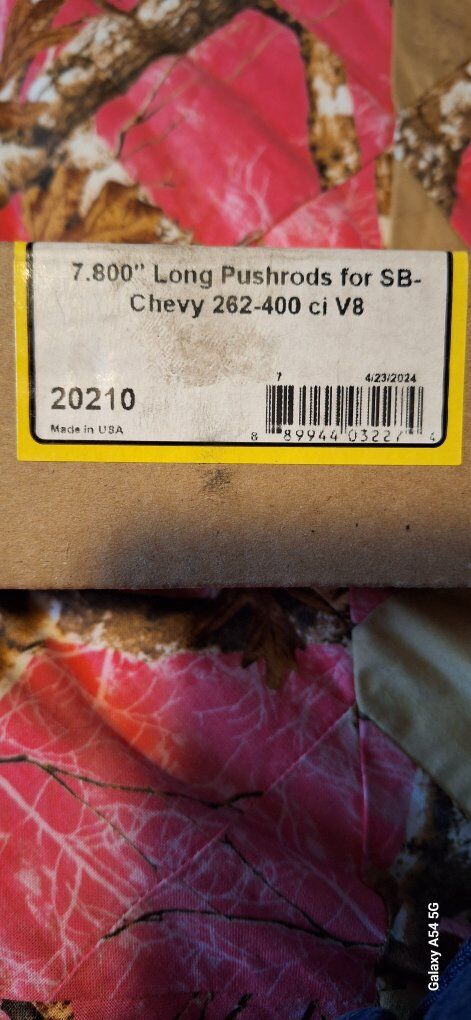 7.800" Long Pushrods for SB-
Chevy 262-400 ci V8
7 4/23/2024
20210
Made in USA
8 89944 03227 4
Galaxy A54 5G